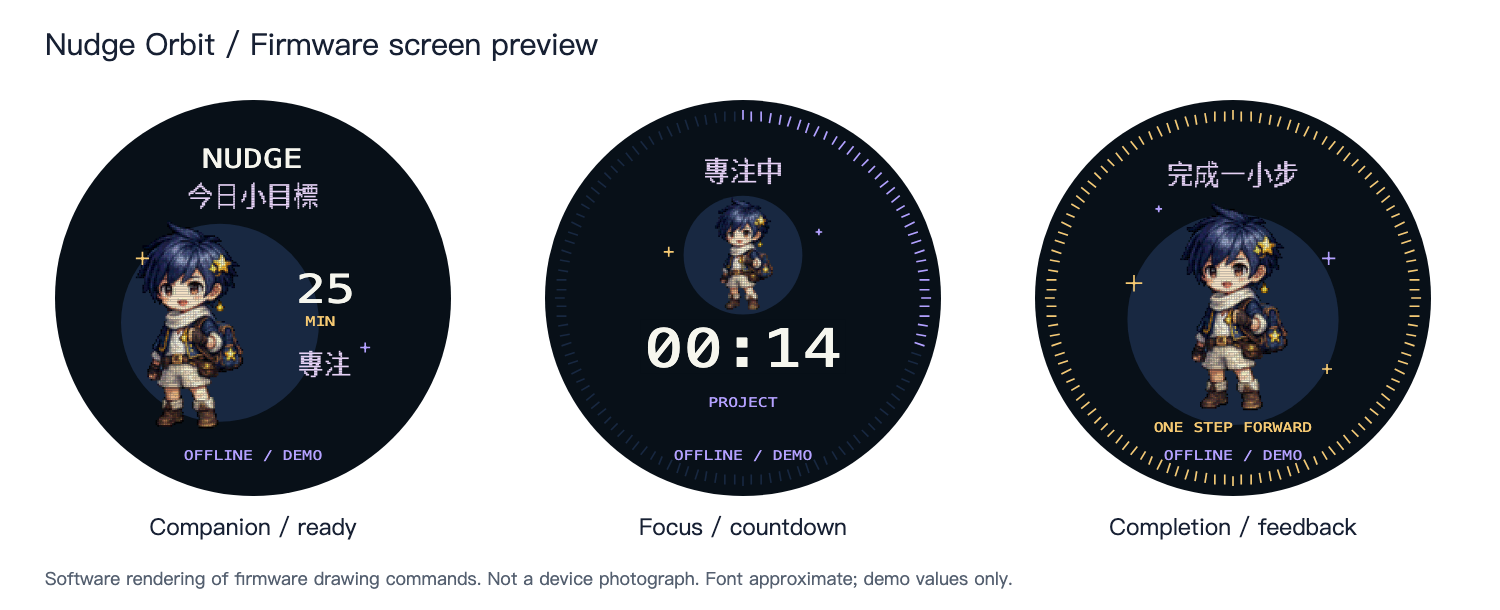 Nudge Orbit / Firmware screen preview
NUDGE
今日小目標
25
MIN
專注
OFFLINE / DEMO
Companion / ready
專注中
00:14
PROJECT
OFFLINE / DEMO
Focus / countdown
完成一小步
ONE STEP FORWARD
OFFLINE / DEMO
Completion / feedback
Software rendering of firmware drawing commands. Not a device photograph. Font approximate; demo values only.